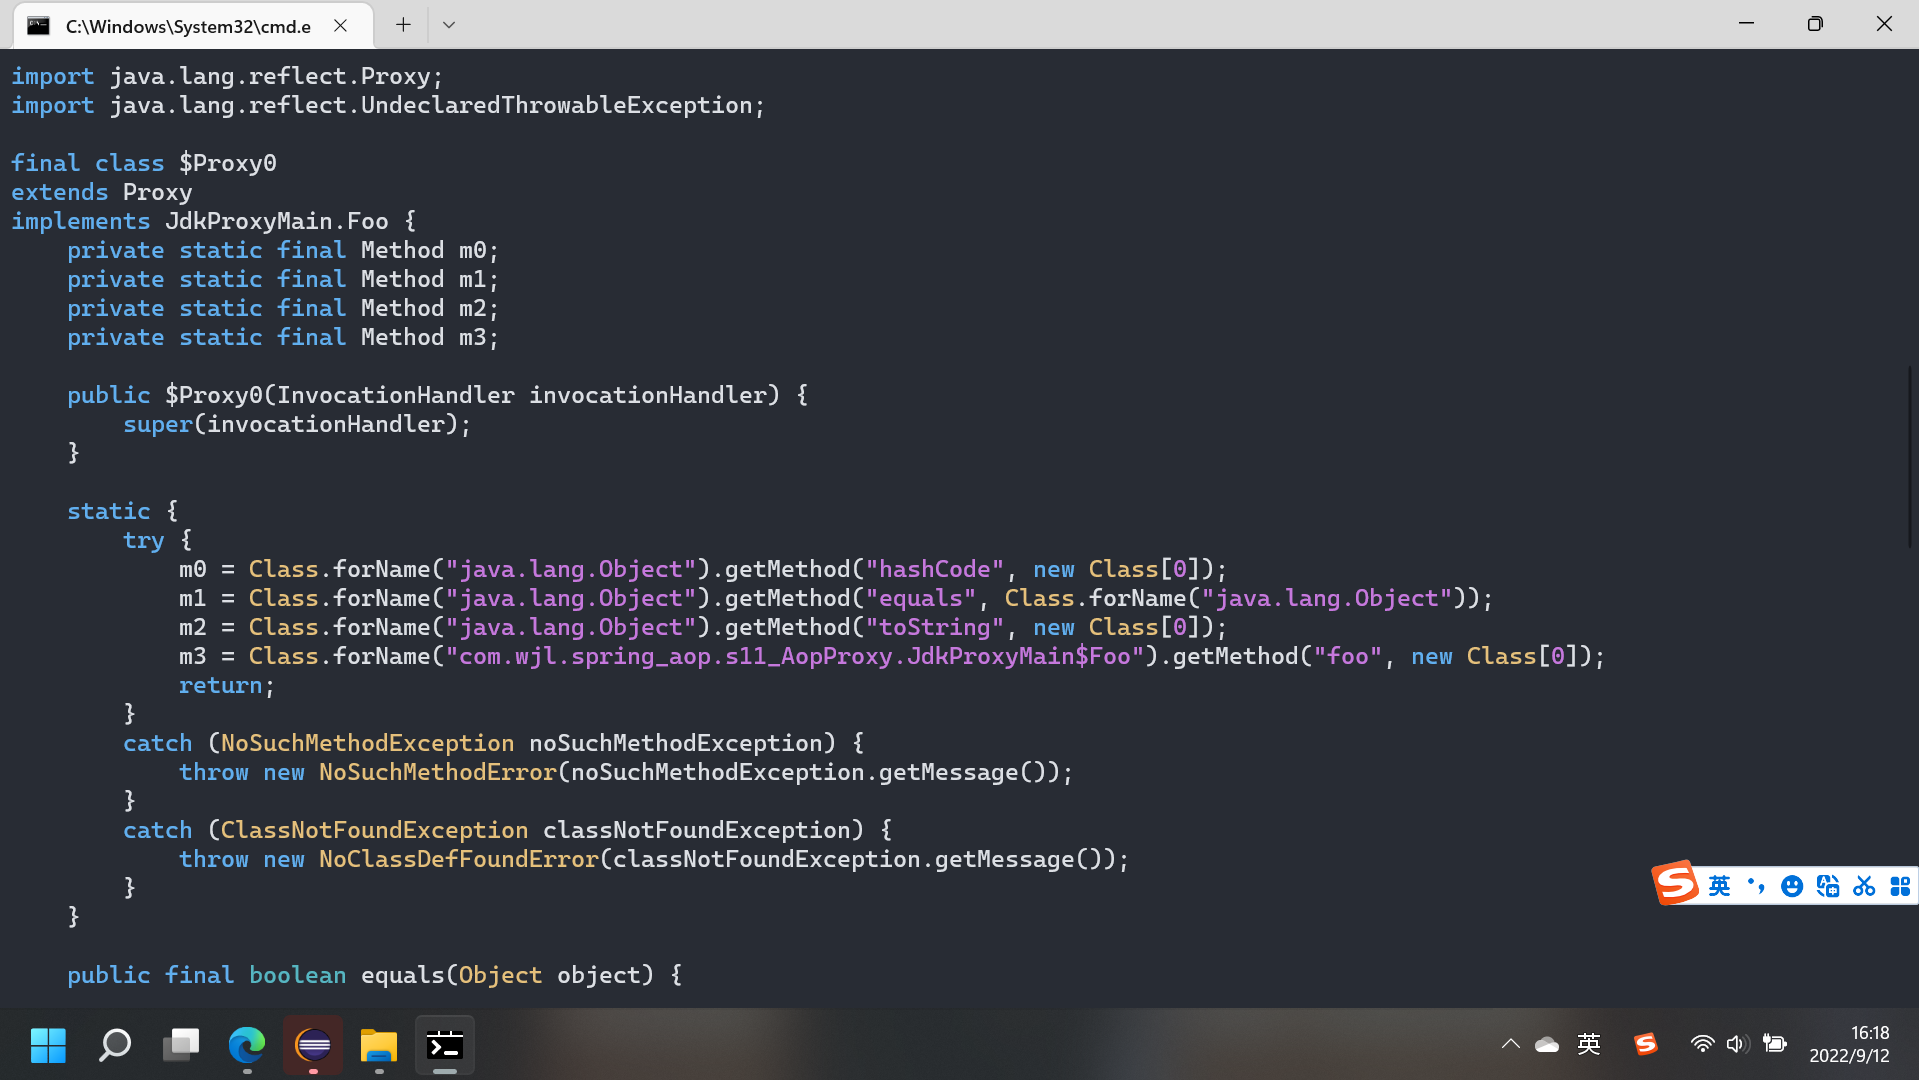 C:\Windows\System32\cmd.e
import java.lang.reflect.Proxy;
import java.lang.reflect.UndeclaredThrowableException;
final class $Proxy0
extends Proxy
implements JdkProxyMain.Foo {
    private static final Method m0;
    private static final Method m1;
    private static final Method m2;
    private static final Method m3;
    public $Proxy0(InvocationHandler invocationHandler) {
        super(invocationHandler);
    }
    static {
        try {
            m0 = Class.forName("java.lang.Object").getMethod("hashCode", new Class[0]);
            m1 = Class.forName("java.lang.Object").getMethod("equals", Class.forName("java.lang.Object"));
            m2 = Class.forName("java.lang.Object").getMethod("toString", new Class[0]);
            m3 = Class.forName("com.wjl.spring_aop.s11_AopProxy.JdkProxyMain$Foo").getMethod("foo", new Class[0]);
            return;
        }
        catch (NoSuchMethodException noSuchMethodException) {
            throw new NoSuchMethodError(noSuchMethodException.getMessage());
        }
        catch (ClassNotFoundException classNotFoundException) {
            throw new NoClassDefFoundError(classNotFoundException.getMessage());
        }
    }
    public final boolean equals(Object object) {
英
英
16:18
2022/9/12